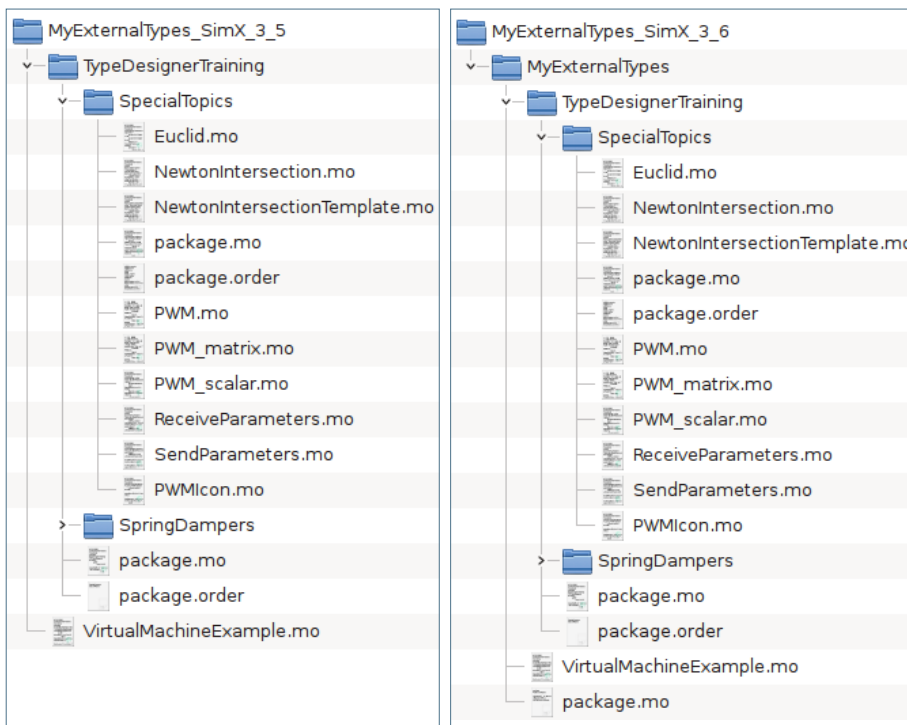 MyExternalTypes_SimX_3_5
TypeDesignerTraining
SpecialTopics
Euclid.mo
NewtonIntersection.mo
NewtonIntersectionTemplate.mo
package.mo
package.order
PWM.mo
PWM_matrix.mo
PWM_scalar.mo
ReceiveParameters.mo
SendParameters.mo
PWMIcon.mo
SpringDampers
package.mo
package.order
VirtualMachineExample.mo
MyExternalTypes_SimX_3_6
MyExternalTypes
TypeDesignerTraining
SpecialTopics
Euclid.mo
NewtonIntersection.mo
NewtonIntersectionTemplate.mo
package.mo
package.order
PWM.mo
PWM_matrix.mo
PWM_scalar.mo
ReceiveParameters.mo
SendParameters.mo
PWMIcon.mo
SpringDampers
package.mo
package.order
VirtualMachineExample.mo
package.mo